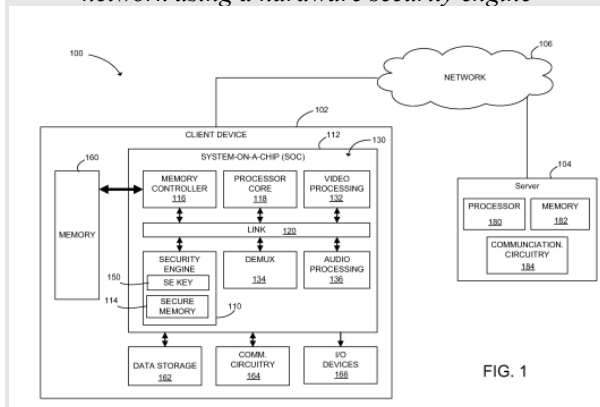 network using a hardware security engine
100
106
NETWORK
102
CLIENT DEVICE
112
SYSTEM-ON-A-CHIP (SOC)
130
160
MEMORY
MEMORY
CONTROLLER
116
PROCESSOR
CORE
118
VIDEO
PROCESSING
132
LINK 120
SECURITY
ENGINE
150
SE KEY
114
SECURE
MEMORY
110
DEMUX
134
AUDIO
PROCESSING
136
DATA STORAGE
162
COMM.
CIRCUITRY
164
I/O
DEVICES
166
104
Server
PROCESSOR
180
MEMORY
182
COMMUNCIATION.
CIRCUITRY
184
FIG. 1